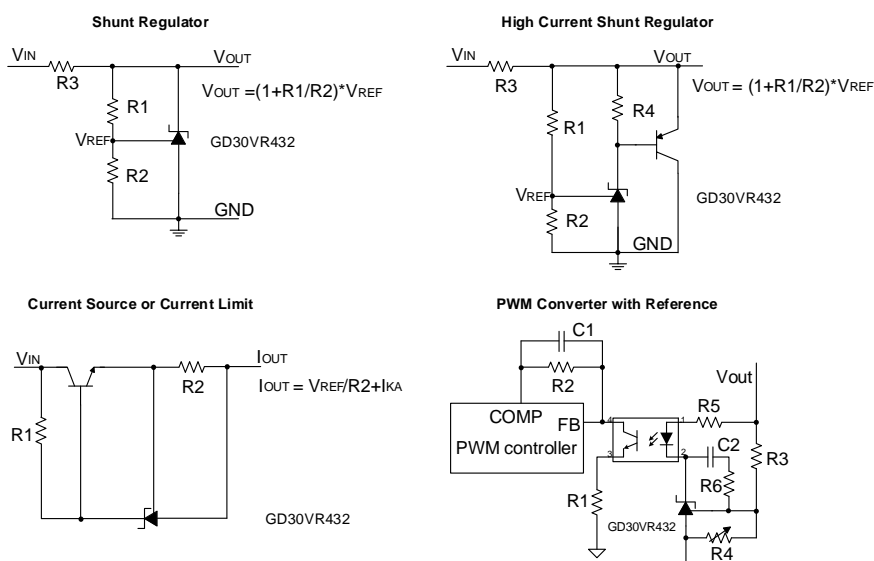 Shunt Regulator
VIN
R3
VOUT
VOUT =(1+R1/R2)*VREF
R1
VREF
GD30VR432
R2
GND
High Current Shunt Regulator
VIN
R3
VOUT
VOUT = (1+R1/R2)*VREF
R4
R1
VREF
GD30VR432
R2
GND
Current Source or Current Limit
VIN
IOUT
R2
IOUT = VREF/R2+IKA
R1
GD30VR432
PWM Converter with Reference
C1
R2
Vout
COMP
FB
PWM controller
4
1
R5
3
2
C2
R3
R6
R1
GD30VR432
R4